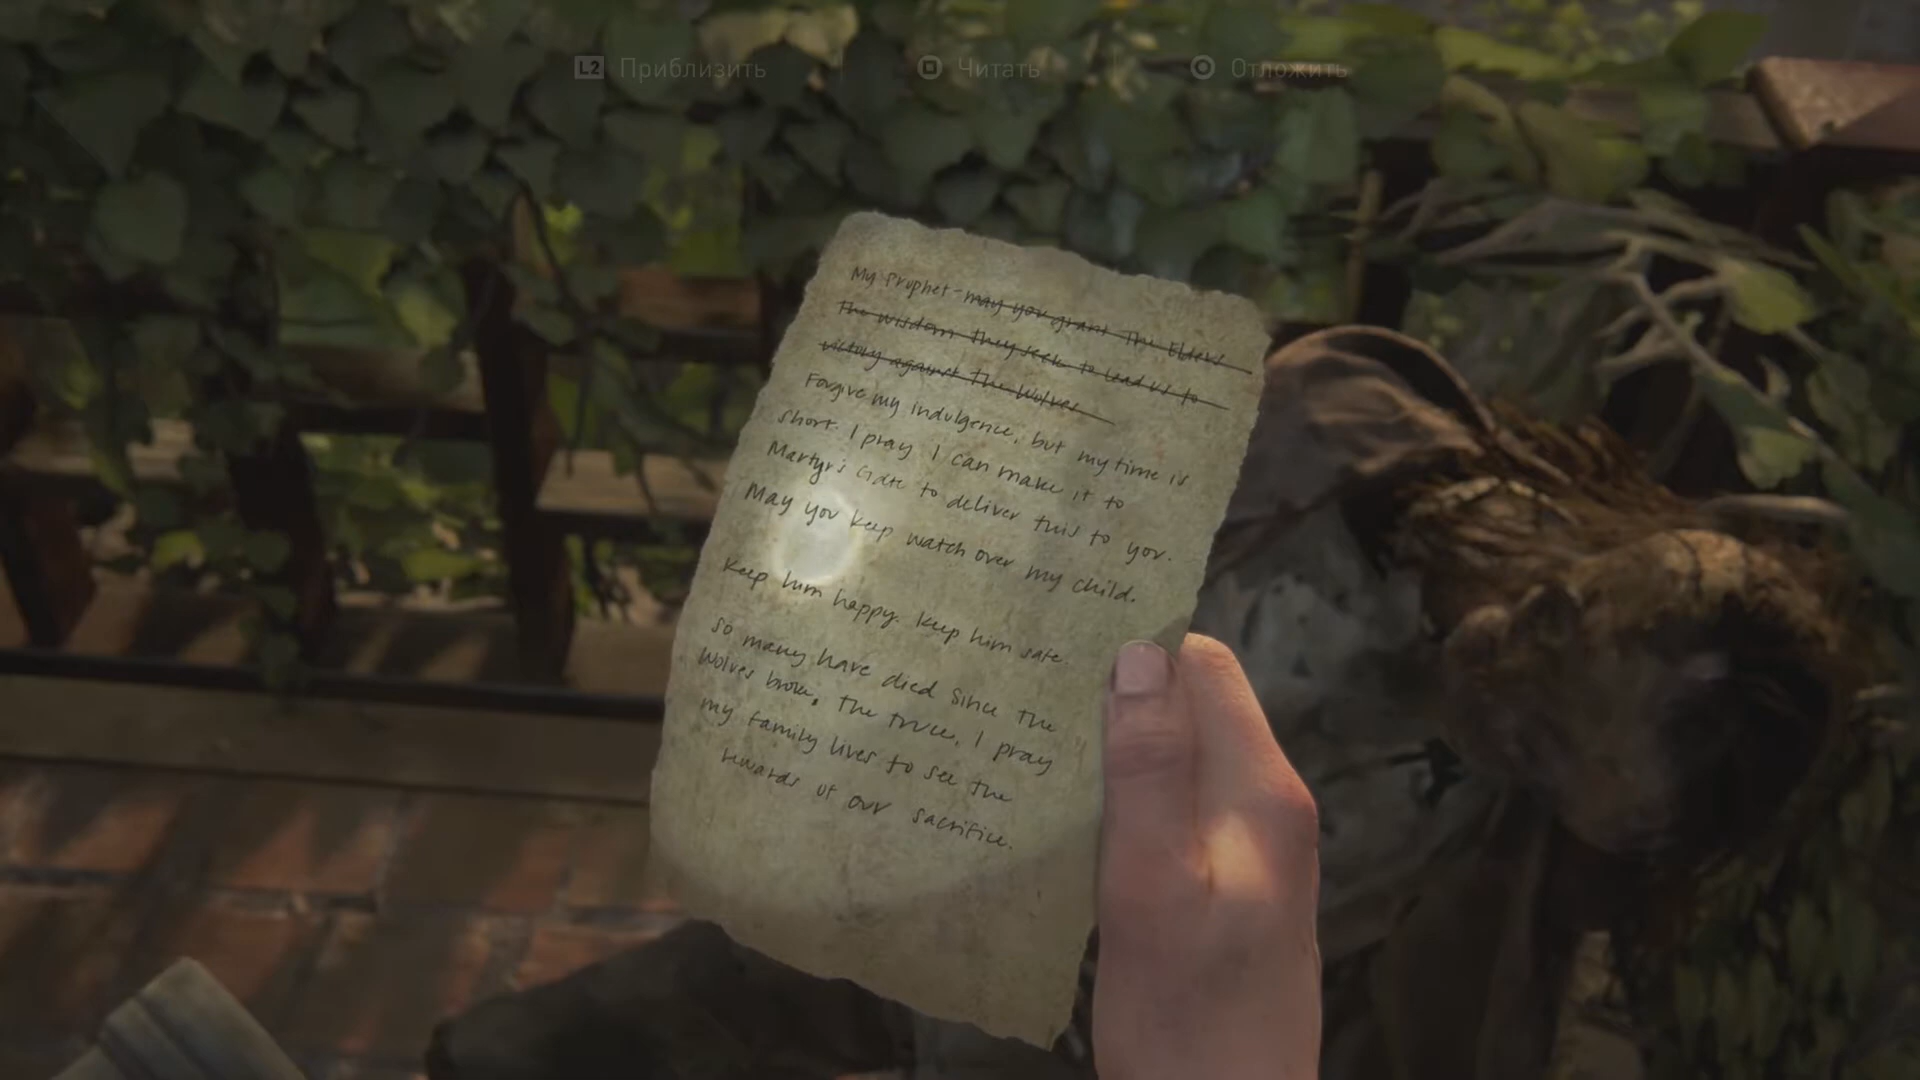 L2 Приблизить
Читать
Отложить
My Prophet - may you grant The Elders
The wisdom they seek to lead us to
victory against The Wolves
Forgive my indulgence, but my time is
short. I pray I can make it to
Martyr's Gate to deliver this to you.
May you keep watch over my child.
Keep him happy. Keep him safe.
So many have died since the
Wolves broke the truce. I pray
my family lives to see the
rewards of our sacrifice.